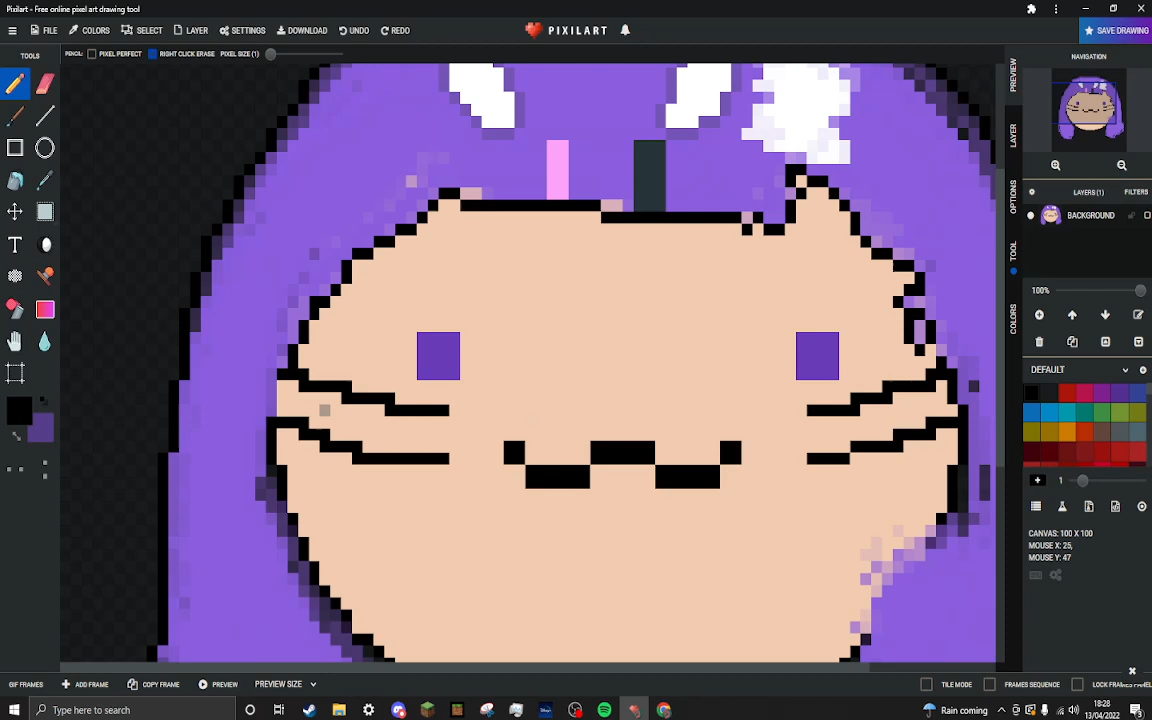 Pixilart - Free online pixel art drawing tool
FILE COLORS SELECT LAYER SETTINGS DOWNLOAD UNDO REDO PIXILART SAVE DRAWING
TOOLS PENCIL: PIXEL PERFECT RIGHT CLICK ERASE PIXEL SIZE (1)
NAVIGATION
PREVIEW
LAYER
OPTIONS
TOOL
COLORS
LAYERS (1) FILTERS
BACKGROUND
100%
DEFAULT
1
CANVAS: 100 X 100
MOUSE X: 25,
MOUSE Y: 47
GIF FRAMES ADD FRAME COPY FRAME PREVIEW PREVIEW SIZE TILE MODE FRAMES SEQUENCE LOCK FRAMES PANEL
Type here to search
Rain coming
18:28
13/04/2022